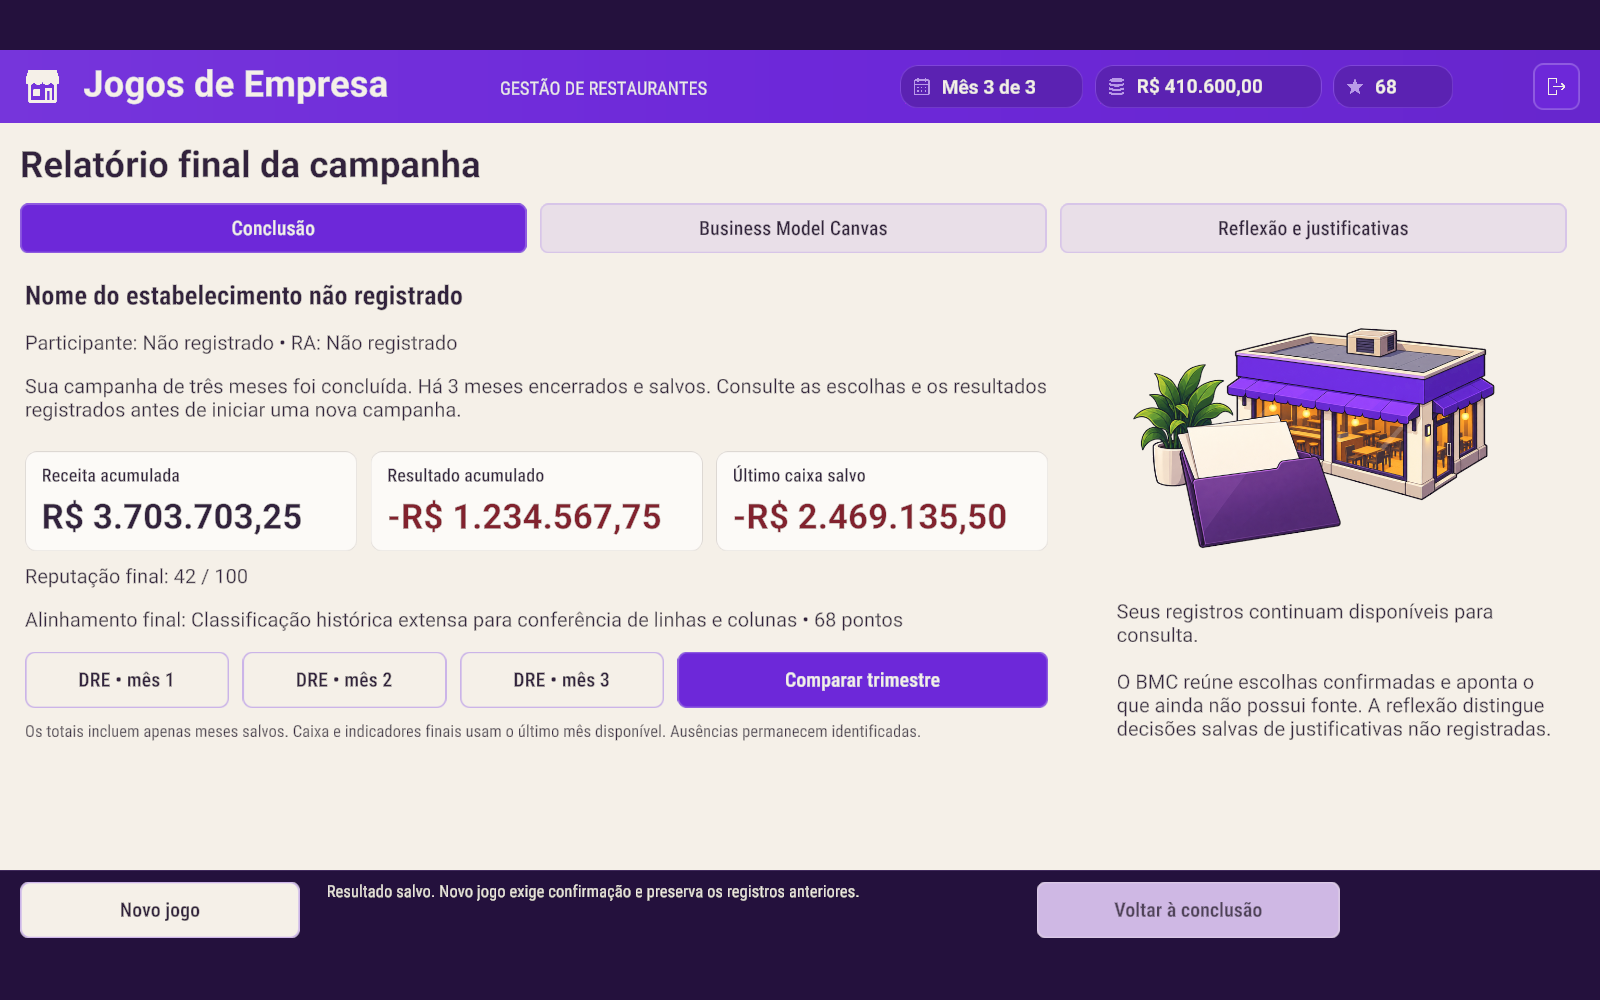 Jogos de Empresa
GESTÃO DE RESTAURANTES
Mês 3 de 3
R$ 410.600,00
68
Relatório final da campanha
Conclusão
Business Model Canvas
Reflexão e justificativas
Nome do estabelecimento não registrado
Participante: Não registrado • RA: Não registrado
Sua campanha de três meses foi concluída. Há 3 meses encerrados e salvos. Consulte as escolhas e os resultados
registrados antes de iniciar uma nova campanha.
Receita acumulada
R$ 3.703.703,25
Resultado acumulado
-R$ 1.234.567,75
Último caixa salvo
-R$ 2.469.135,50
Reputação final: 42 / 100
Alinhamento final: Classificação histórica extensa para conferência de linhas e colunas • 68 pontos
DRE • mês 1
DRE • mês 2
DRE • mês 3
Comparar trimestre
Os totais incluem apenas meses salvos. Caixa e indicadores finais usam o último mês disponível. Ausências permanecem identificadas.
Seus registros continuam disponíveis para
consulta.
O BMC reúne escolhas confirmadas e aponta o
que ainda não possui fonte. A reflexão distingue
decisões salvas de justificativas não registradas.
Novo jogo
Resultado salvo. Novo jogo exige confirmação e preserva os registros anteriores.
Voltar à conclusão